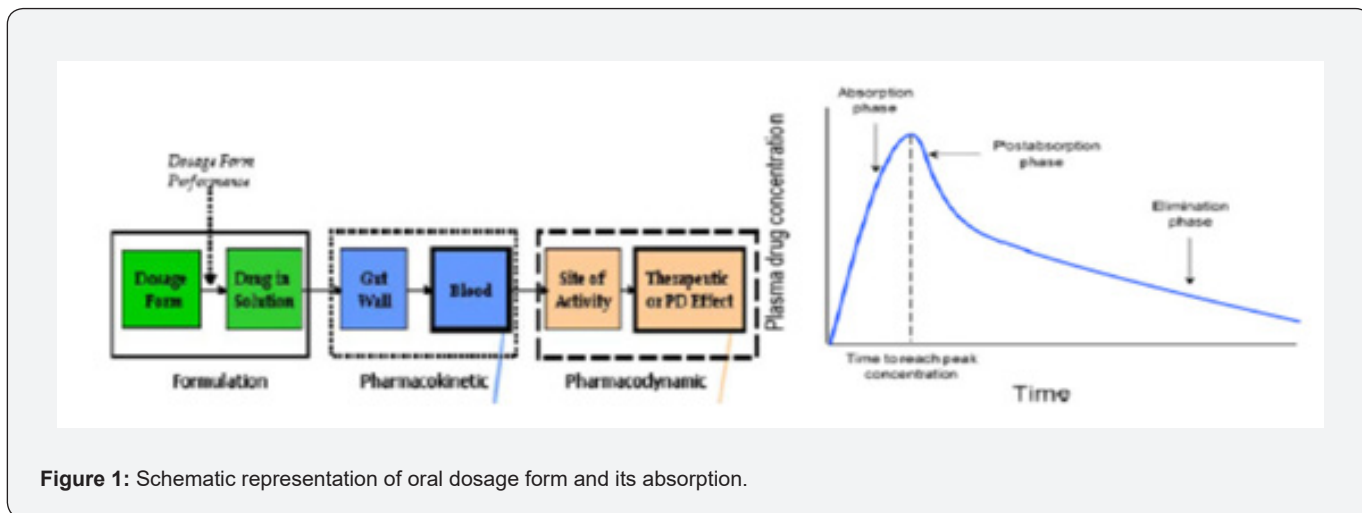 Dosage Form
Performance
Dosage
Form
Drug in
Solution
Gut
Wall
Blood
Site of
Activity
Therapeutic
or PD Effect
Formulation
Pharmacokinetic
Pharmacodynamic
Plasma drug concentration
Absorption
phase
Postabsorption
phase
Elimination
phase
Time to reach peak
concentration
Time
Figure 1: Schematic representation of oral dosage form and its absorption.